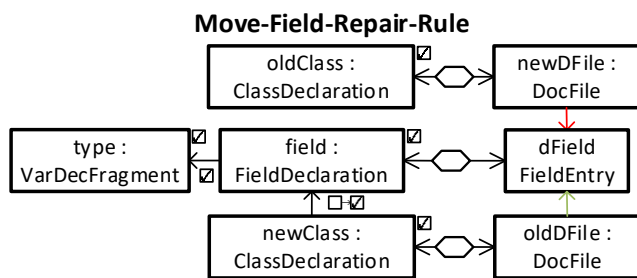 Move-Field-Repair-Rule
oldClass :
ClassDeclaration
newDFile :
DocFile
type :
VarDecFragment
field :
FieldDeclaration
dField
FieldEntry
newClass :
ClassDeclaration
oldDFile :
DocFile